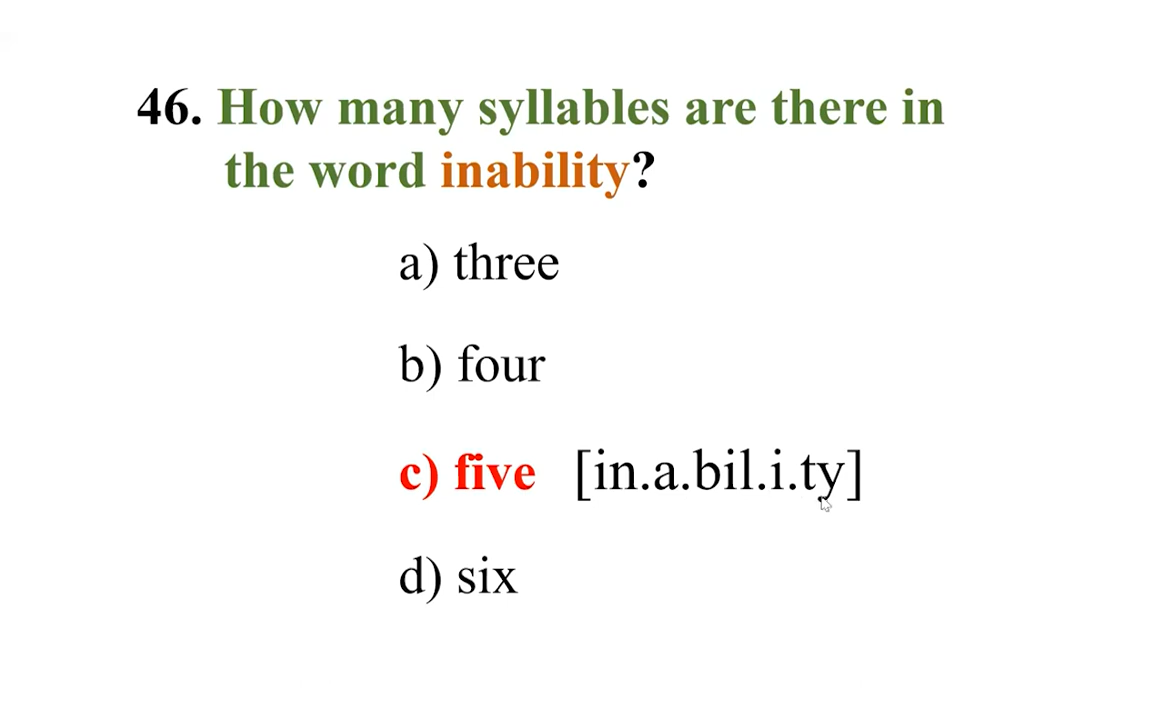 46. How many syllables are there in
the word inability?
a) three
b) four
c) five [in.a.bil.i.ty]
d) six